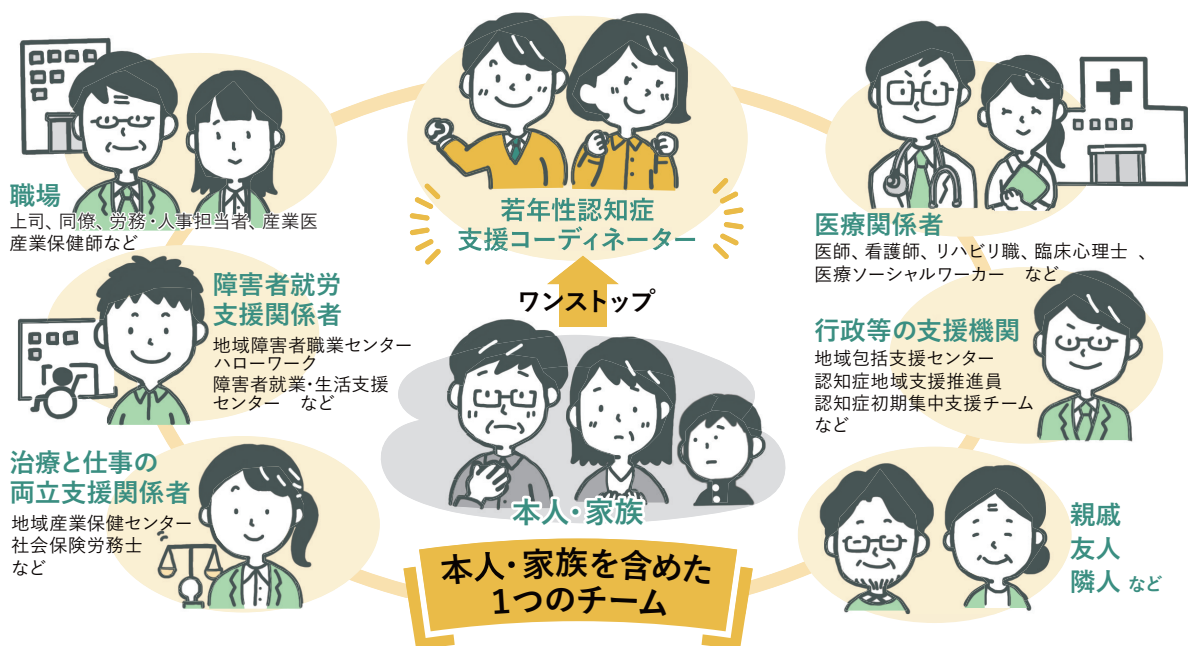 職場
上司、同僚、労務・人事担当者、産業医
産業保健師など
若年性認知症
支援コーディネーター
医療関係者
医師、看護師、リハビリ職、臨床心理士 、
医療ソーシャルワーカー　など
障害者就労
支援関係者
地域障害者職業センター
ハローワーク
障害者就業・生活支援
センター　など
ワンストップ
行政等の支援機関
地域包括支援センター
認知症地域支援推進員
認知症初期集中支援チーム
など
治療と仕事の
両立支援関係者
地域産業保健センター
社会保険労務士
など
本人・家族
親戚
友人
隣人 など
本人・家族を含めた
1つのチーム